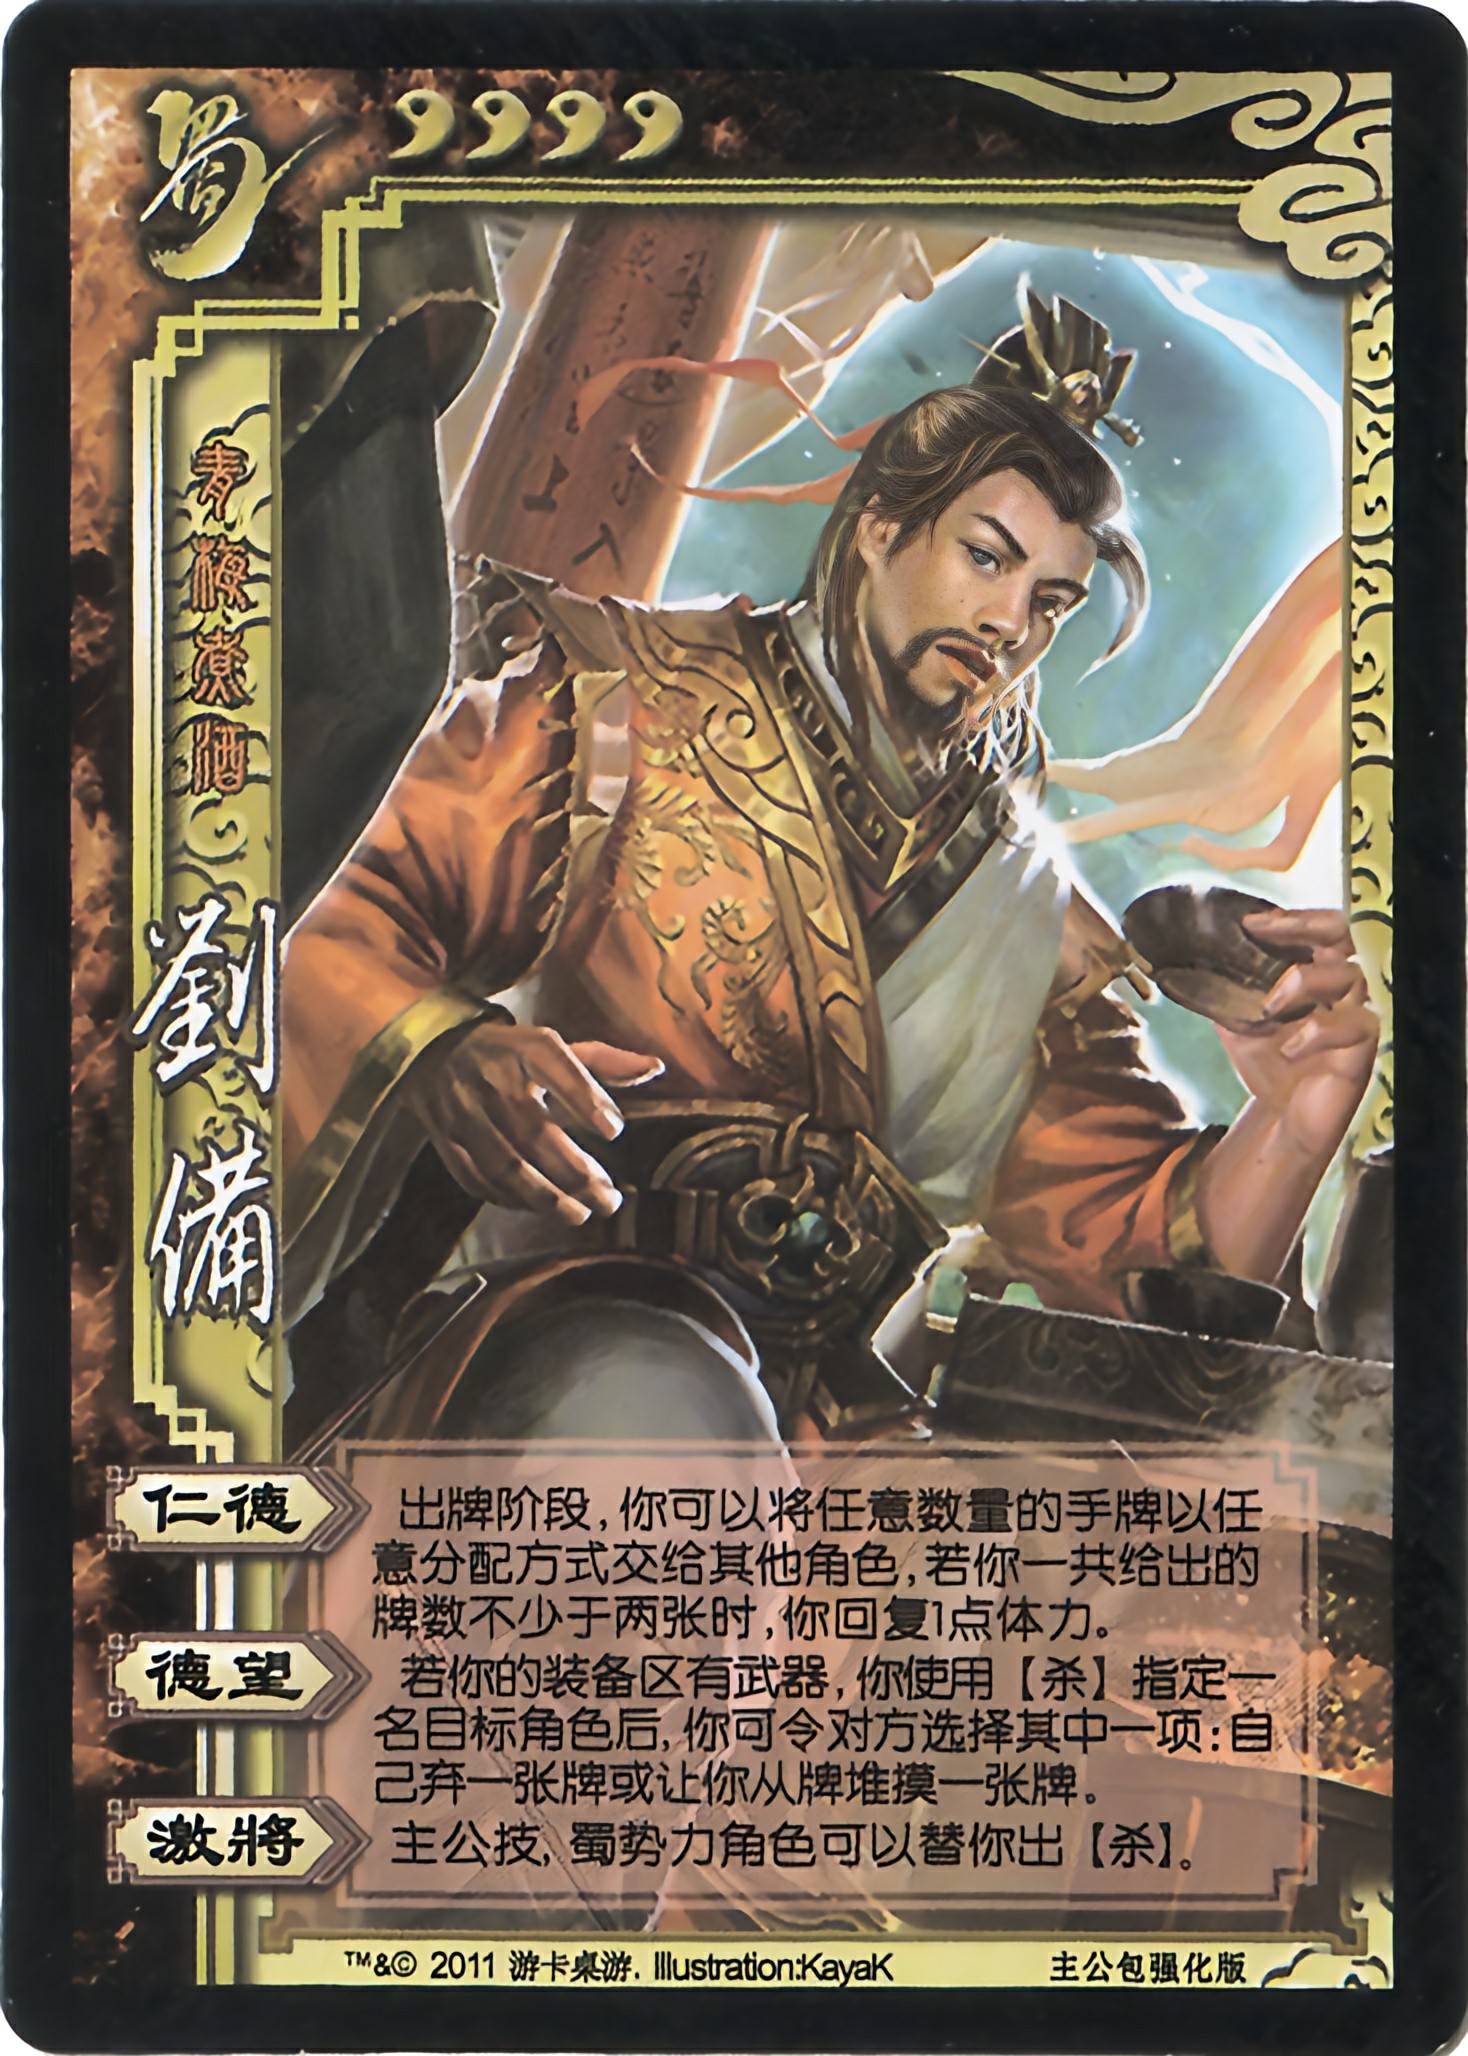 蜀
青梅煮酒
劉備
仁德
出牌阶段,你可以将任意数量的手牌以任
意分配方式交给其他角色,若你一共给出的
牌数不少于两张时,你回复1点体力。
德望
若你的装备区有武器,你使用【杀】指定一
名目标角色后,你可令对方选择其中一项:自
己弃一张牌或让你从牌堆摸一张牌。
激將
主公技,蜀势力角色可以替你出【杀】。
™&© 2011 游卡桌游. Illustration:KayaK
主公包强化版